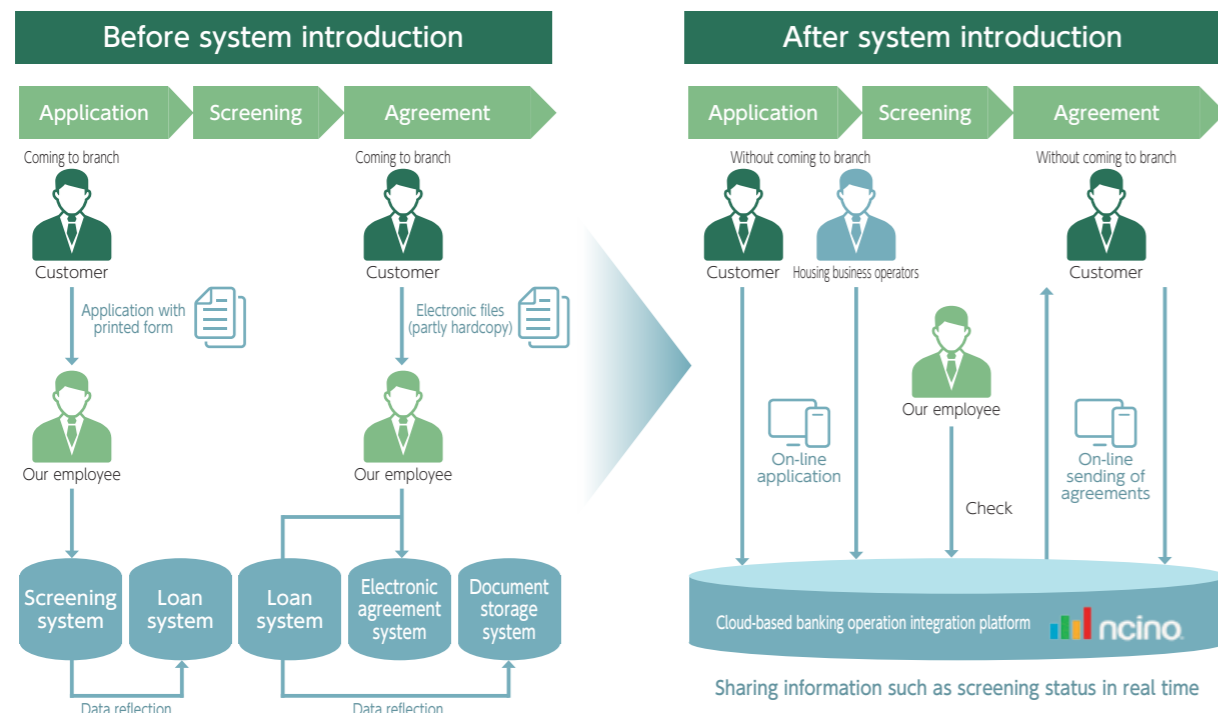 Before system introduction
Application
Screening
Agreement
Coming to branch
Coming to branch
Customer
Customer
Application with
printed form
Electronic files
(partly hardcopy)
Our employee
Our employee
Screening
system
Loan
system
Loan
system
Electronic
agreement
system
Document
storage
system
Data reflection
Data reflection
After system introduction
Application
Screening
Agreement
Without coming to branch
Without coming to branch
Customer
Housing business operators
Customer
Our employee
On-line
application
Check
On-line
sending of
agreements
Cloud-based banking operation integration platform
ncino.
Sharing information such as screening status in real time